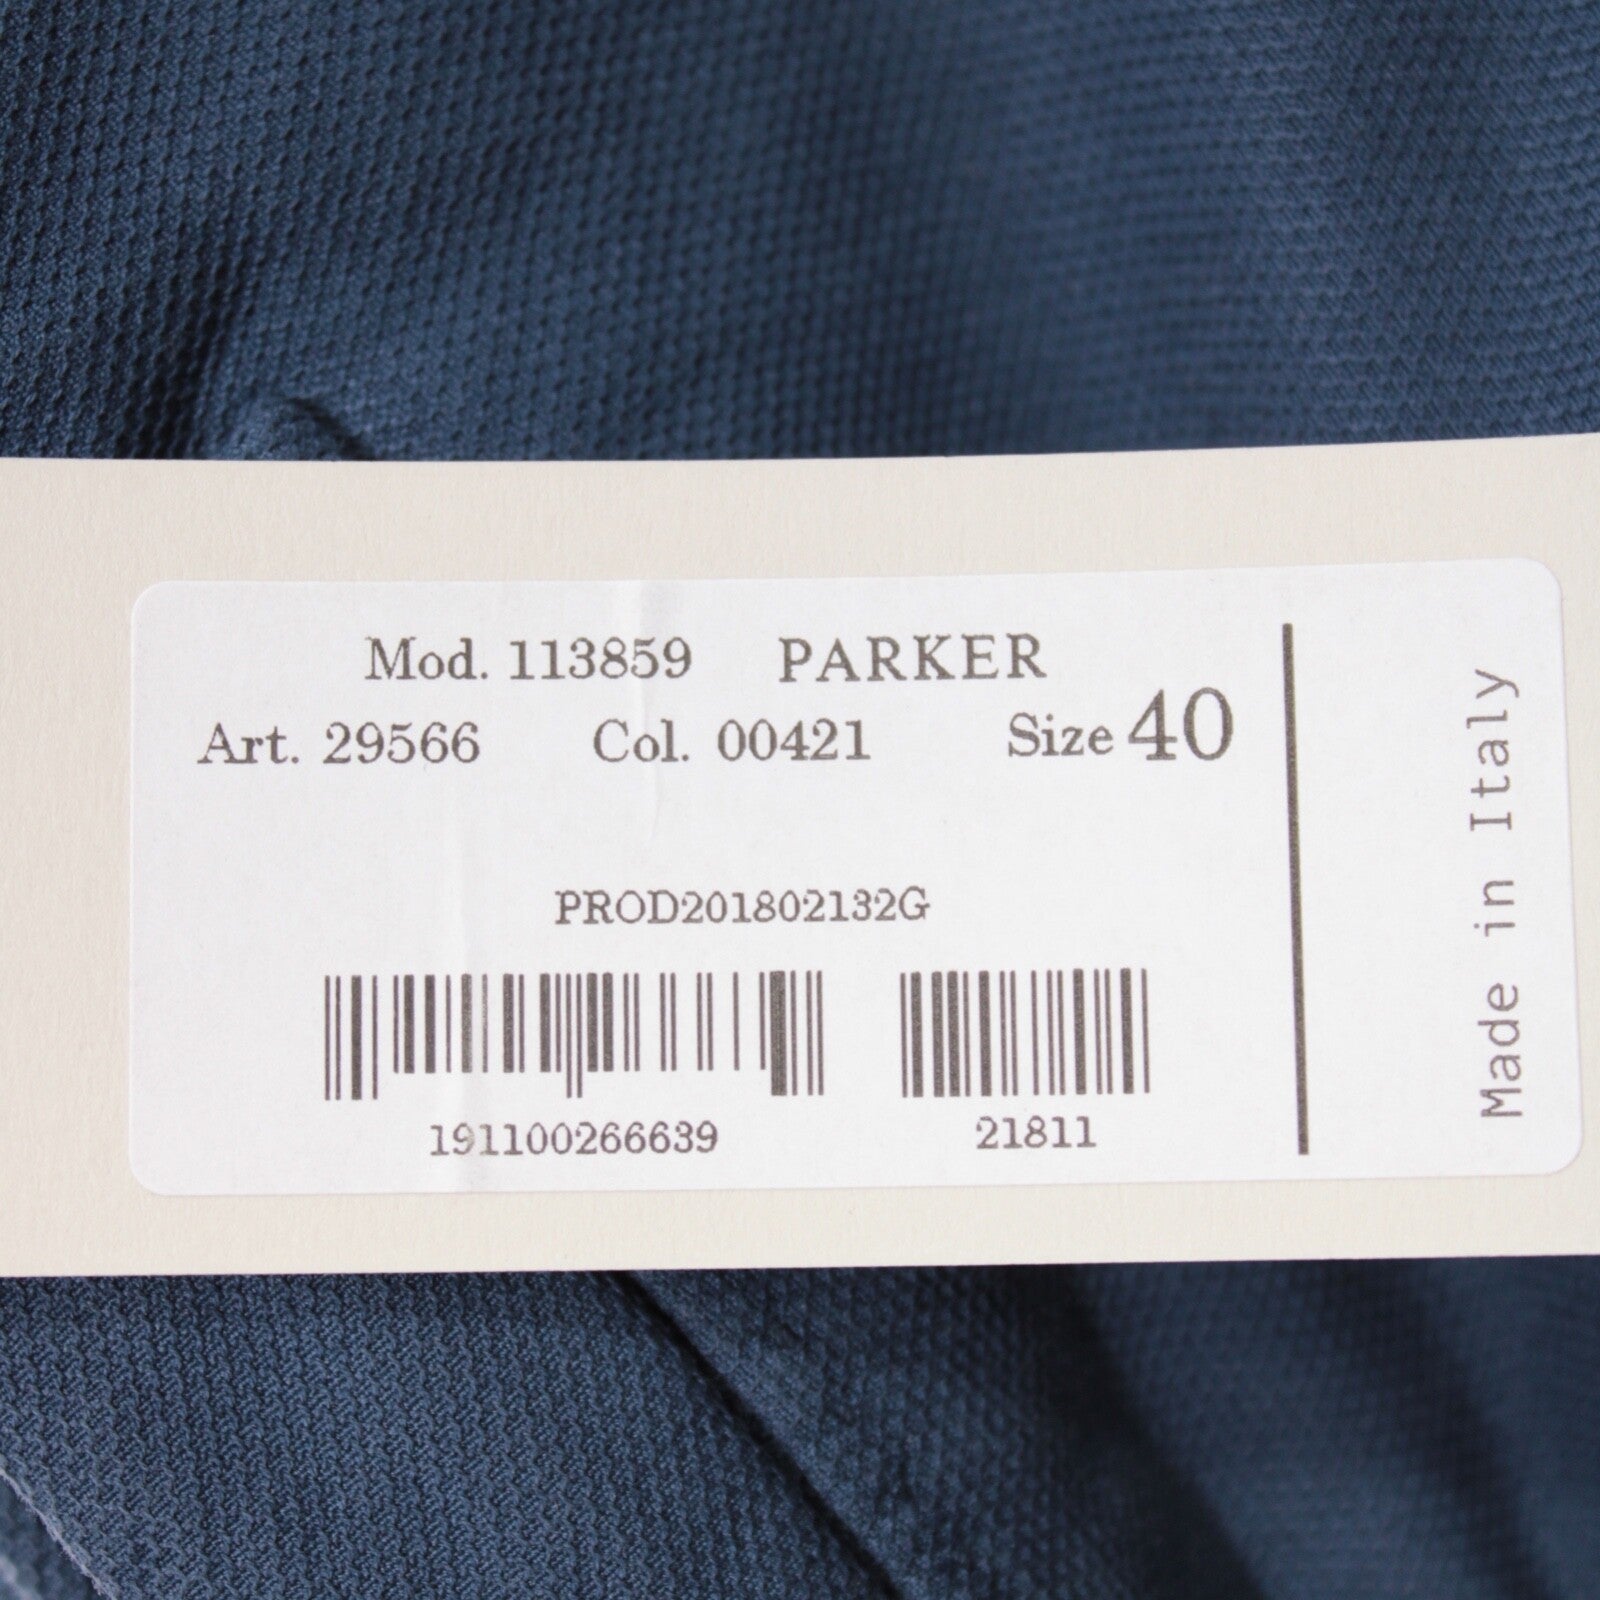 Mod. 113859 PARKER
Art. 29566 Col. 00421 Size 40
PROD201802132G
191100266639 21811
Made in Italy